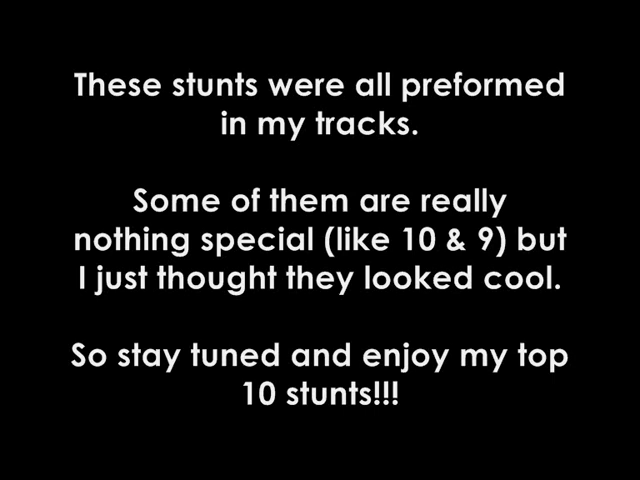 These stunts were all preformed
in my tracks.
Some of them are really
nothing special (like 10 & 9) but
I just thought they looked cool.
So stay tuned and enjoy my top
10 stunts!!!